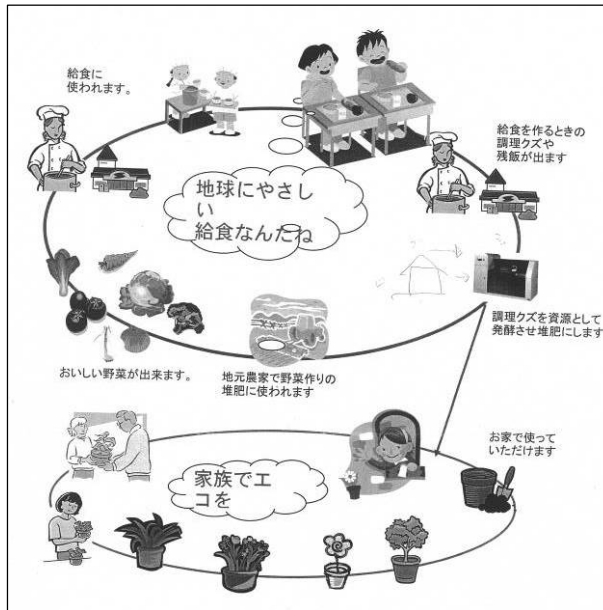 給食に
使われます。
給食を作るときの
調理クズや
残飯が出ます
地球にやさし
い
給食なんだね
調理クズを資源として
発酵させ堆肥にします
おいしい野菜が出来ます。
地元農家で野菜作りの
堆肥に使われます
お家で使って
いただけます
家族でエ
コを